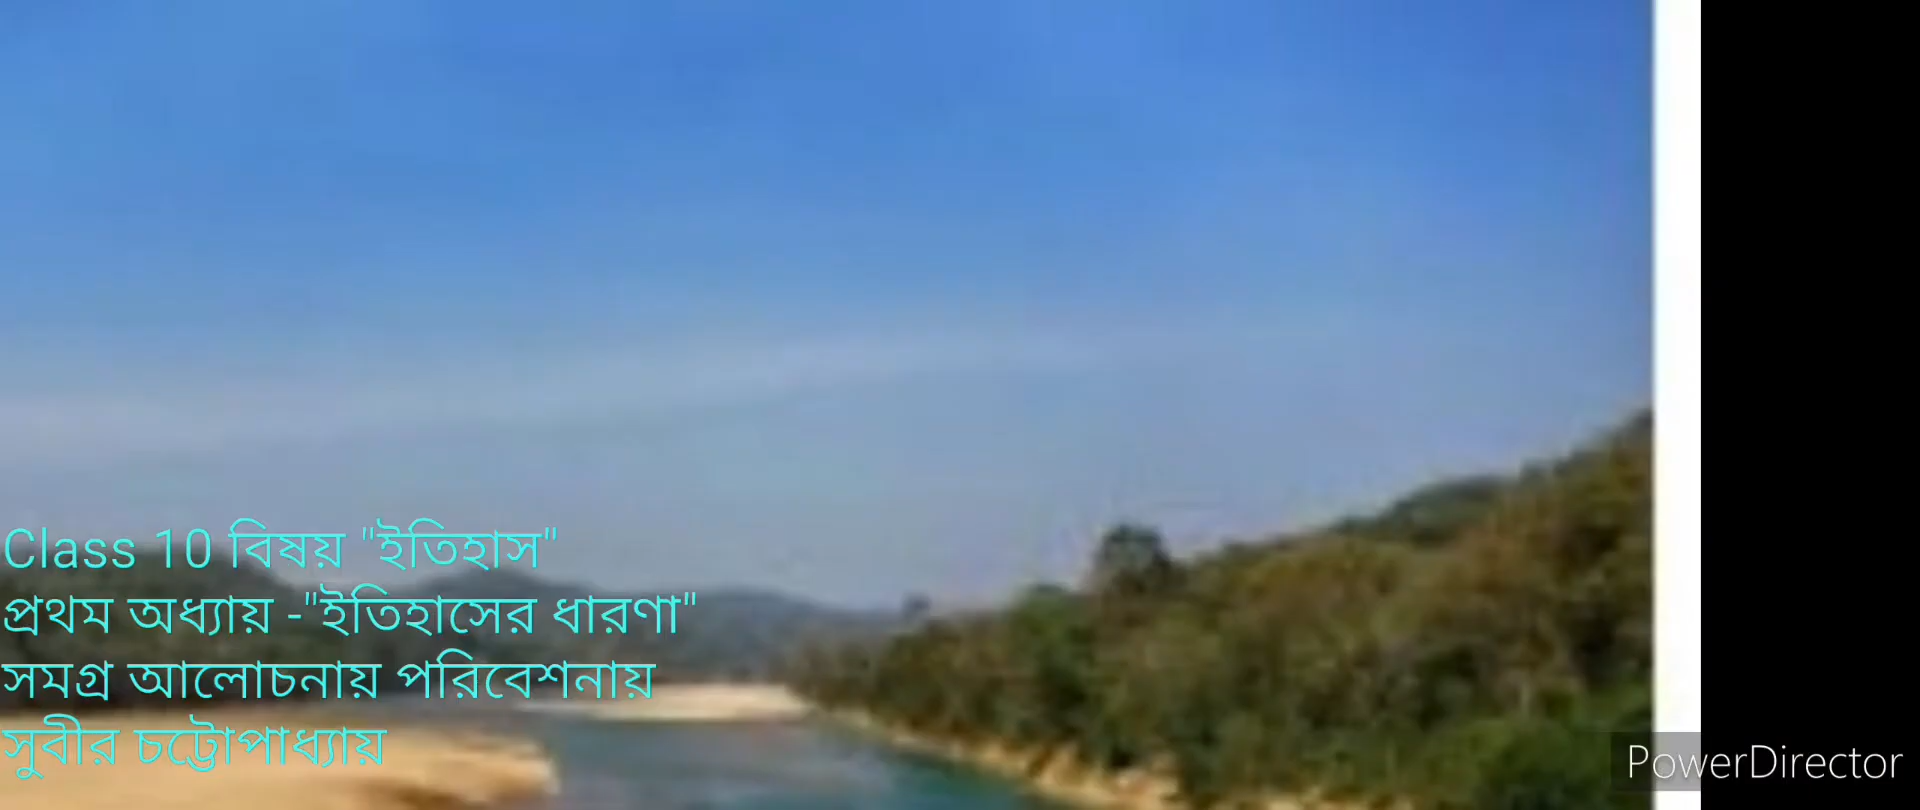 Class 10 বিষয় "ইতিহাস"
প্রথম অধ্যায় -"ইতিহাসের ধারণা"
সমগ্র আলোচনায় পরিবেশনায়
সুবীর চট্টোপাধ্যায়
PowerDirector